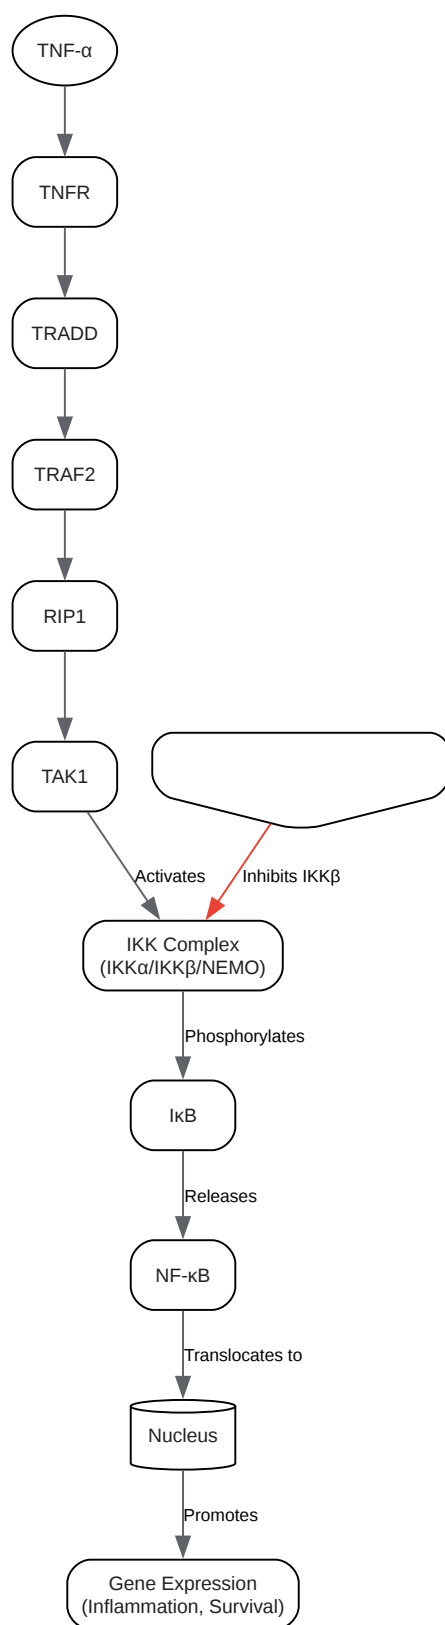 TNF-α
TNFR
TRADD
TRAF2
RIP1
TAK1
Activates
Inhibits IKKβ
IKK Complex
(IKKα/IKKβ/NEMO)
Phosphorylates
IκB
Releases
NF-κB
Translocates to
Nucleus
Promotes
Gene Expression
(Inflammation, Survival)